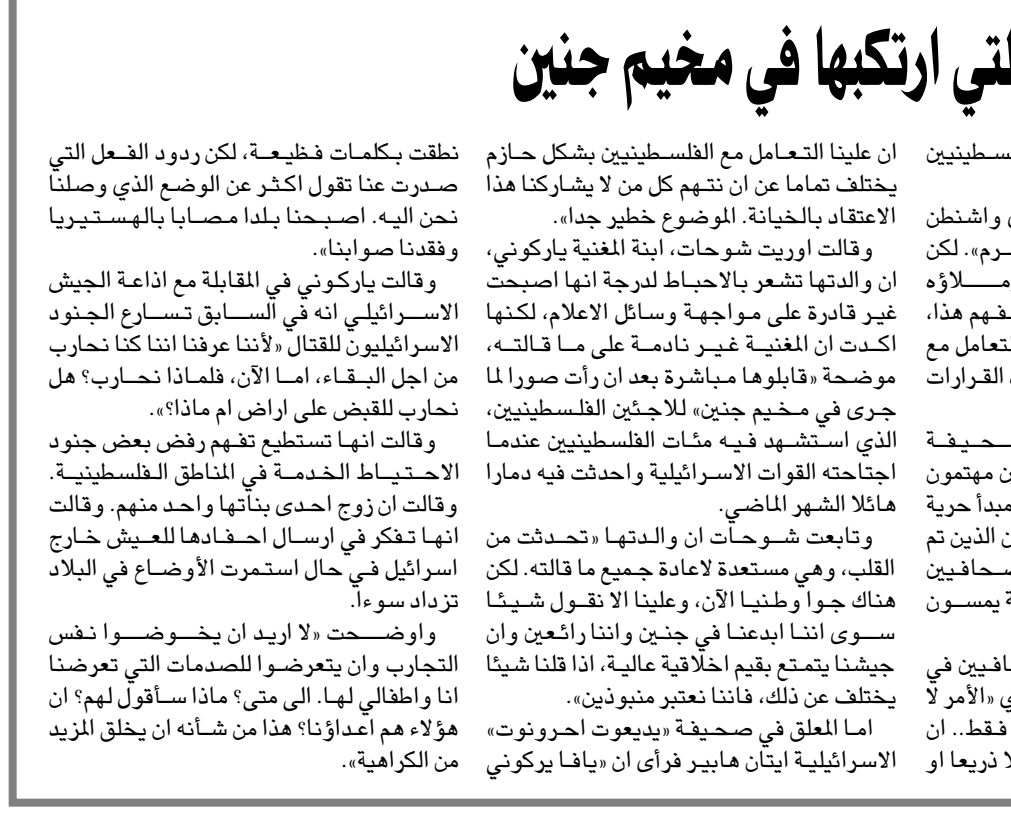 لتي ارتكبها في مخيم جنين
واشنطن
ـرم». لكن
ـفهم هذا،
لتعامل مع
القرارات
ـحـيـفـة
ن مهتمون
مبدأ حرية
ن الذين تم
صحافيين
ة يمسون
ـافيين في
ي «الأمر لا
فقط.. ان
لا ذريعا او
ان علينا التعامل مع الفلسطينيين بشكل حازم
يختلف تماما عن ان نتهم كل من لا يشاركنا هذا
الاعتقاد بالخيانة. الموضوع خطير جدا».
وقالت اوريت شوحات، ابنة المغنية ياركوني،
ان والدتها تشعر بالاحباط لدرجة انها اصبحت
غير قادرة على مواجهة وسائل الاعلام، لكنها
اكدت ان المغنية غير نادمة على ما قالته،
موضحة «قابلوها مباشرة بعد ان رأت صورا لما
جرى في مخيم جنين» للاجئين الفلسطينيين،
الذي استشهد فيه مئات الفلسطينيين عندما
اجتاحته القوات الاسرائيلية واحدثت فيه دمارا
هائلا الشهر الماضي.
وتابعت شوحات ان والدتها «تحدثت من
القلب، وهي مستعدة لاعادة جميع ما قالته. لكن
هناك جوا وطنيا الآن، وعلينا الا نقول شيئا
سوى اننا ابدعنا في جنين واننا رائعين وان
جيشنا يتمتع بقيم اخلاقية عالية، اذا قلنا شيئا
يختلف عن ذلك، فاننا نعتبر منبوذين».
اما المعلق في صحيفة «يديعوت احرونوت»
الاسرائيلية ايتان هابير فرأى ان «يافا يركوني
نطقت بكلمات فظيعة، لكن ردود الفعل التي
صدرت عنا تقول اكثر عن الوضع الذي وصلنا
نحن اليه. اصبحنا بلدا مصابا بالهستيريا
وفقدنا صوابنا».
وقالت ياركوني في المقابلة مع اذاعة الجيش
الاسرائيلي انه في السابق تسارع الجنود
الاسرائيليون للقتال «لأننا عرفنا اننا كنا نحارب
من اجل البقاء، اما الآن، فلماذا نحارب؟ هل
نحارب للقبض على اراض ام ماذا؟».
وقالت انها تستطيع تفهم رفض بعض جنود
الاحتياط الخدمة في المناطق الفلسطينية.
وقالت ان زوج احدى بناتها واحد منهم. وقالت
انها تفكر في ارسال احفادها للعيش خارج
اسرائيل في حال استمرت الأوضاع في البلاد
تزداد سوءا.
واوضحت «لا اريد ان يخوضوا نفس
التجارب وان يتعرضوا للصدمات التي تعرضنا
انا واطفالي لها. الى متى؟ ماذا سأقول لهم؟ ان
هؤلاء هم اعداؤنا؟ هذا من شأنه ان يخلق المزيد
من الكراهية».